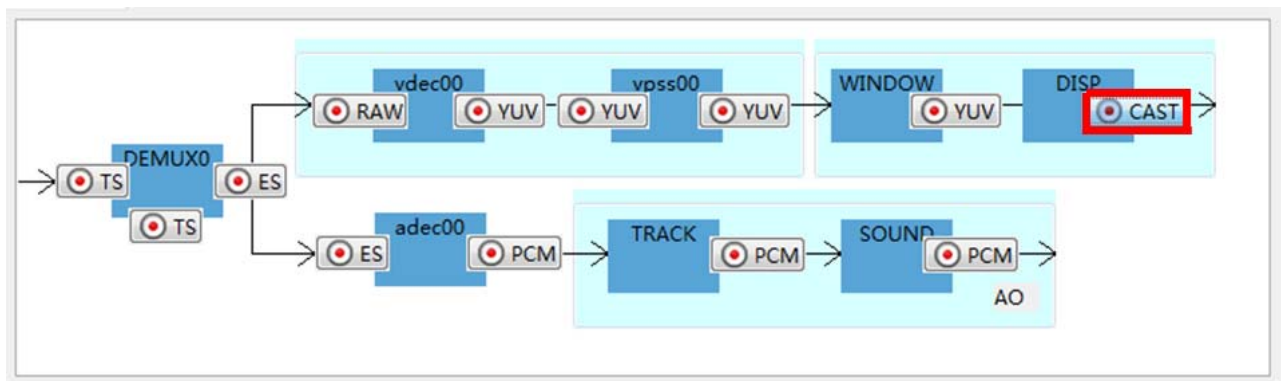 vdec00
vpss00
WINDOW
DISP
RAW
YUV
YUV
YUV
YUV
CAST
DEMUX0
TS
ES
TS
adec00
TRACK
SOUND
ES
PCM
PCM
PCM
AO